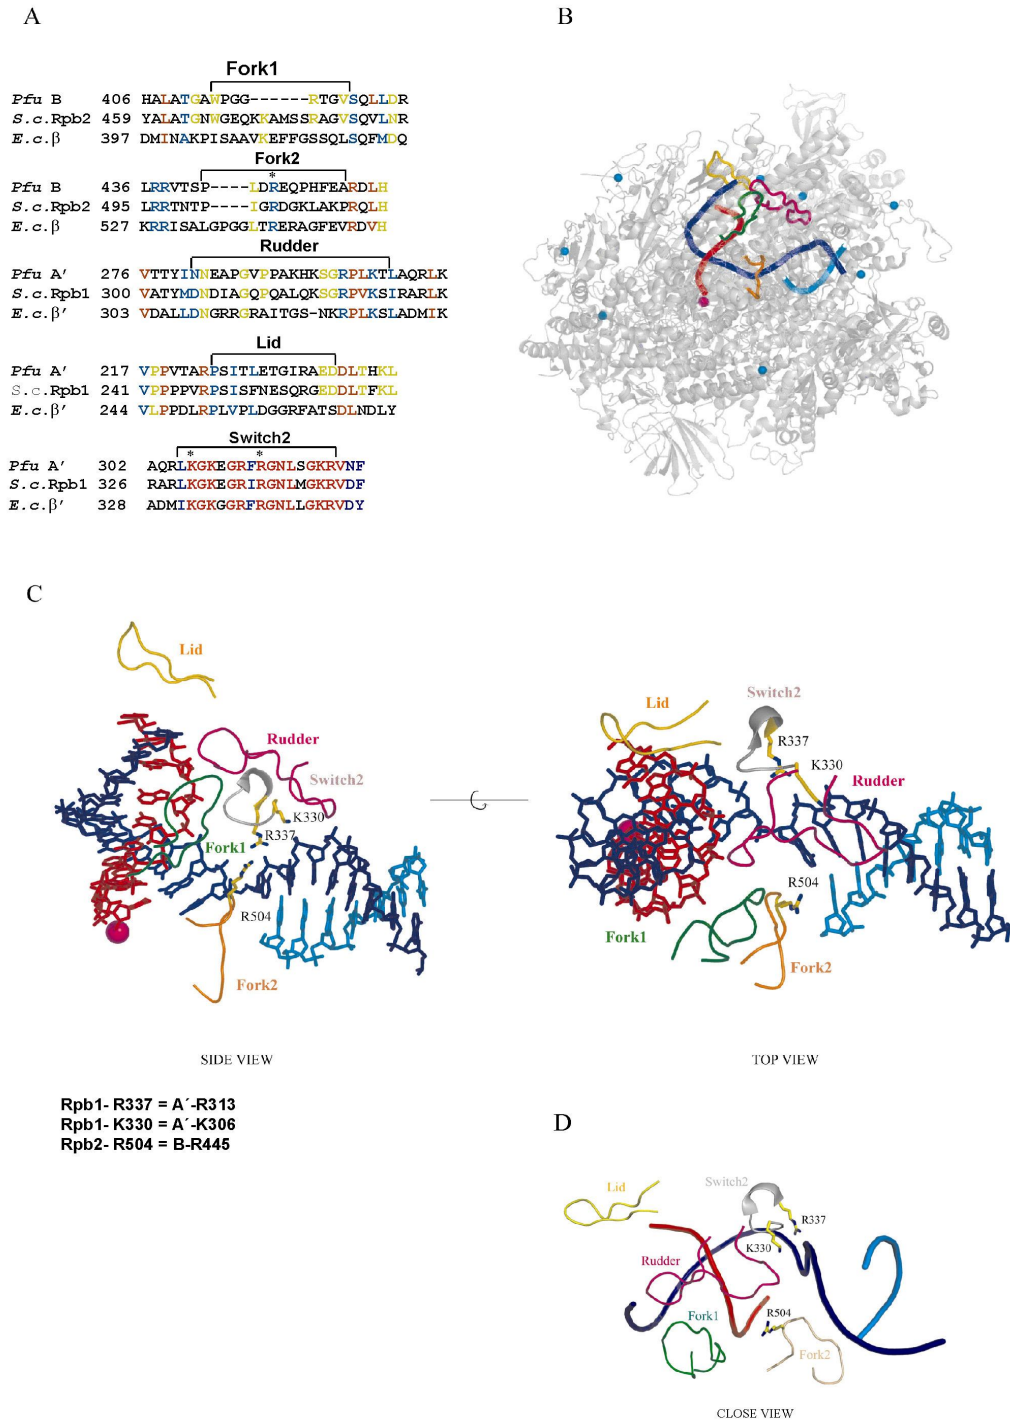 A
B
Fork1
Pfu B 406 HALATGAWPGG------RTGVSQLLDR
S.c.Rpb2 459 YALATGNWGEQKKAMSSRAGVSQVLNR
E.c.β 397 DMINAKPISAAVKEFFGSSQLSQFMDQ
Fork2
*
Pfu B 436 LRRVTSP----LDREQPHFEARDLH
S.c.Rpb2 495 LRRTNTP----IGRDGKLAKPRQLH
E.c.β 527 KRRISALGPGGLTRERAGFEVRDVH
Rudder
Pfu A' 276 VTTYINNEAPGVPPAKHKSGRPLKTLAQRLK
S.c.Rpb1 300 VATYMDNDIAGQPQALQKSGRPVKSIRARLK
E.c.β' 303 VDALLDNGRRGRAITGS-NKRPLKSLADMIK
Lid
Pfu A' 217 VPPVTARPSITLETGIRAEDDLTHKL
S.c.Rpb1 241 VPPPPVRPSISFNESQRGEDDLTFKL
E.c.β' 244 VLPPDLRPLVPLDGGRFATSDLNDLY
Switch2
* *
Pfu A' 302 AQRLKGKEGRFRGNLSGKRVNF
S.c.Rpb1 326 RARLKGKEGRIRGNLMGKRVDF
E.c.β' 328 ADMIKGKGGRFRGNLLGKRVDY
C
Lid
Rudder
Switch2
K330
R337
Fork1
R504
Fork2
SIDE VIEW
Switch2
Lid
R337
K330
Rudder
R504
Fork1
Fork2
TOP VIEW
Rpb1- R337 = A´-R313
Rpb1- K330 = A´-K306
Rpb2- R504 = B-R445
D
Switch2
Lid
R337
K330
Rudder
R504
Fork1
Fork2
CLOSE VIEW